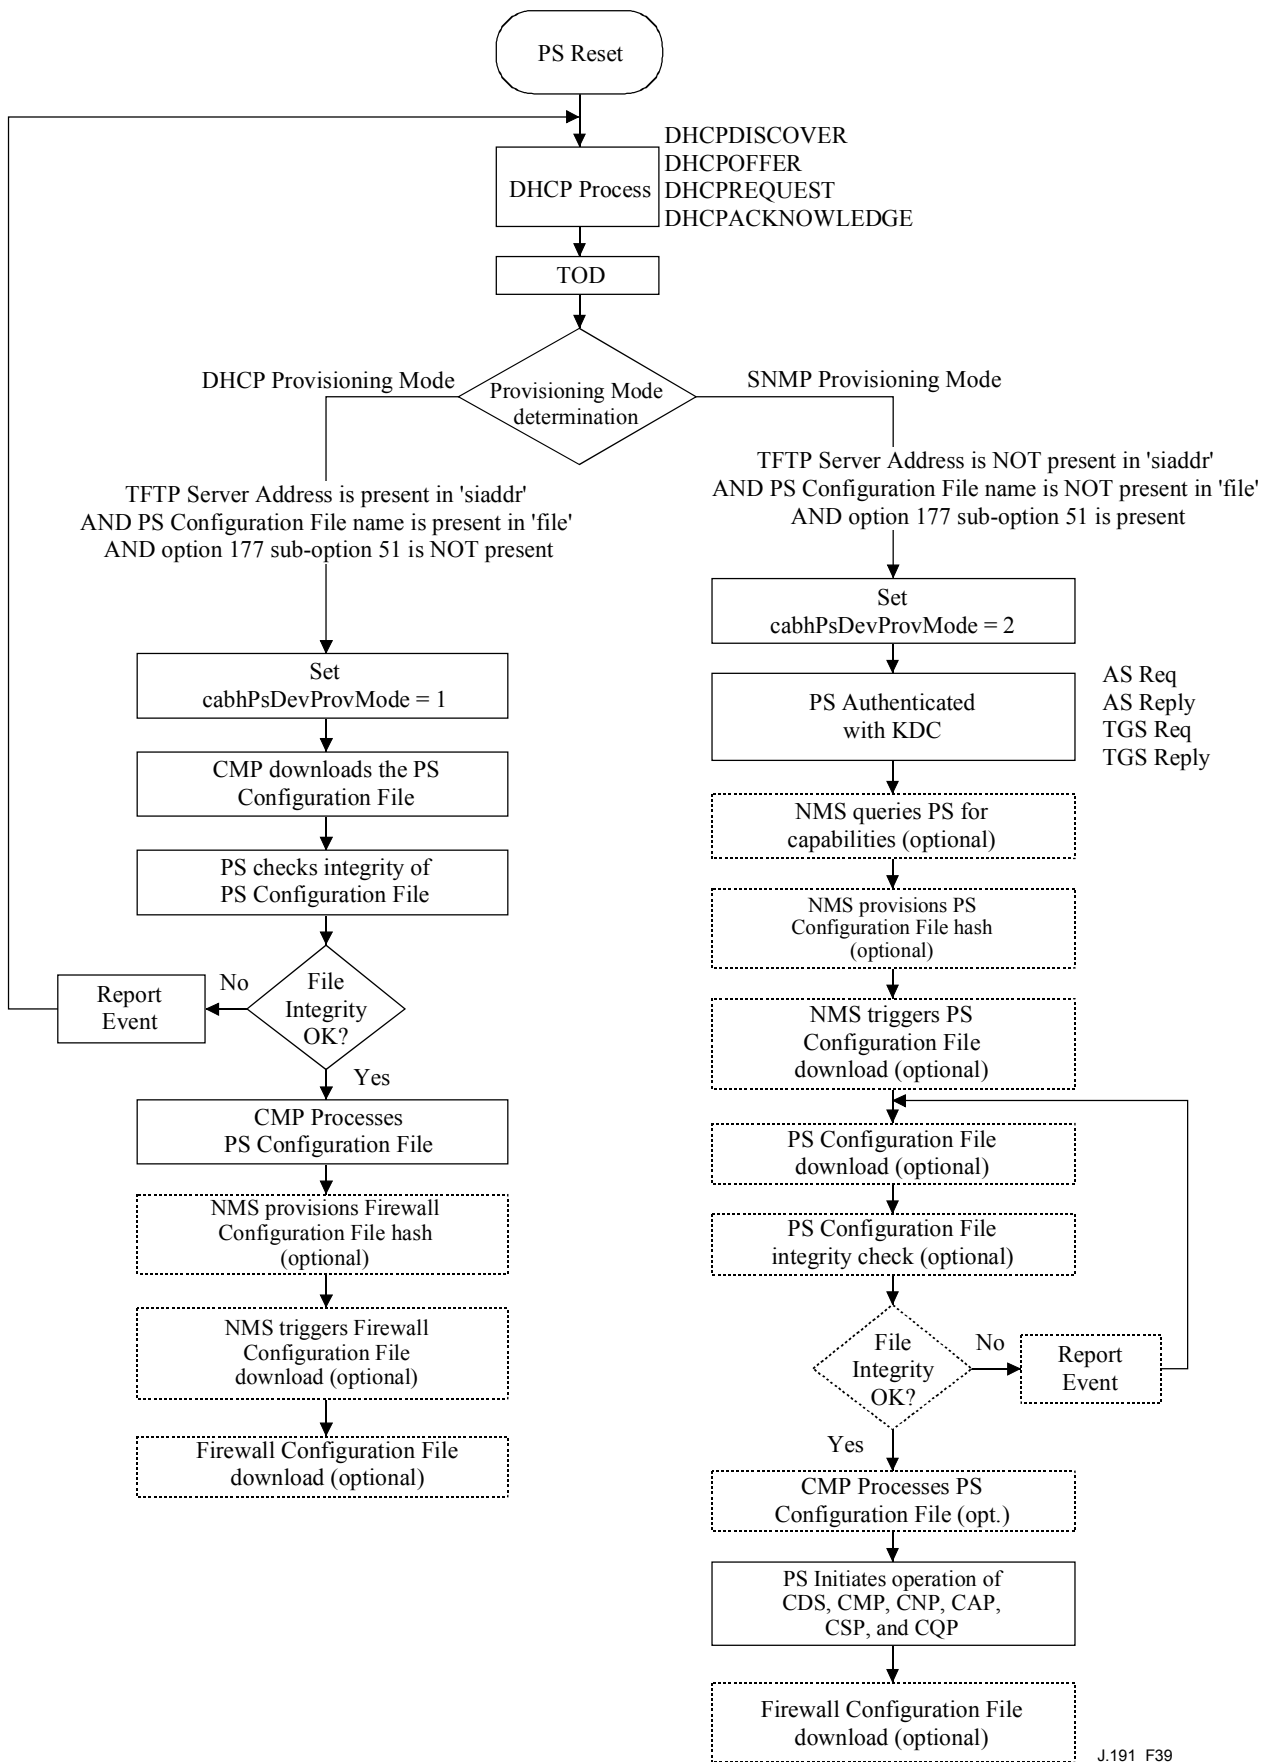 PS Reset
DHCP Process
DHCPDISCOVER
DHCPOFFER
DHCPREQUEST
DHCPACKNOWLEDGE
TOD
Provisioning Mode
determination
DHCP Provisioning Mode
SNMP Provisioning Mode
TFTP Server Address is present in 'siaddr'
AND PS Configuration File name is present in 'file'
AND option 177 sub-option 51 is NOT present
Set
cabhPsDevProvMode = 1
CMP downloads the PS
Configuration File
PS checks integrity of
PS Configuration File
File
Integrity
OK?
No
Report
Event
Yes
CMP Processes
PS Configuration File
NMS provisions Firewall
Configuration File hash
(optional)
NMS triggers Firewall
Configuration File
download (optional)
Firewall Configuration File
download (optional)
TFTP Server Address is NOT present in 'siaddr'
AND PS Configuration File name is NOT present in 'file'
AND option 177 sub-option 51 is present
Set
cabhPsDevProvMode = 2
PS Authenticated
with KDC
AS Req
AS Reply
TGS Req
TGS Reply
NMS queries PS for
capabilities (optional)
NMS provisions PS
Configuration File hash
(optional)
NMS triggers PS
Configuration File
download (optional)
PS Configuration File
download (optional)
PS Configuration File
integrity check (optional)
File
Integrity
OK?
No
Report
Event
Yes
CMP Processes PS
Configuration File (opt.)
PS Initiates operation of
CDS, CMP, CNP, CAP,
CSP, and CQP
Firewall Configuration File
download (optional)
J.191_F39